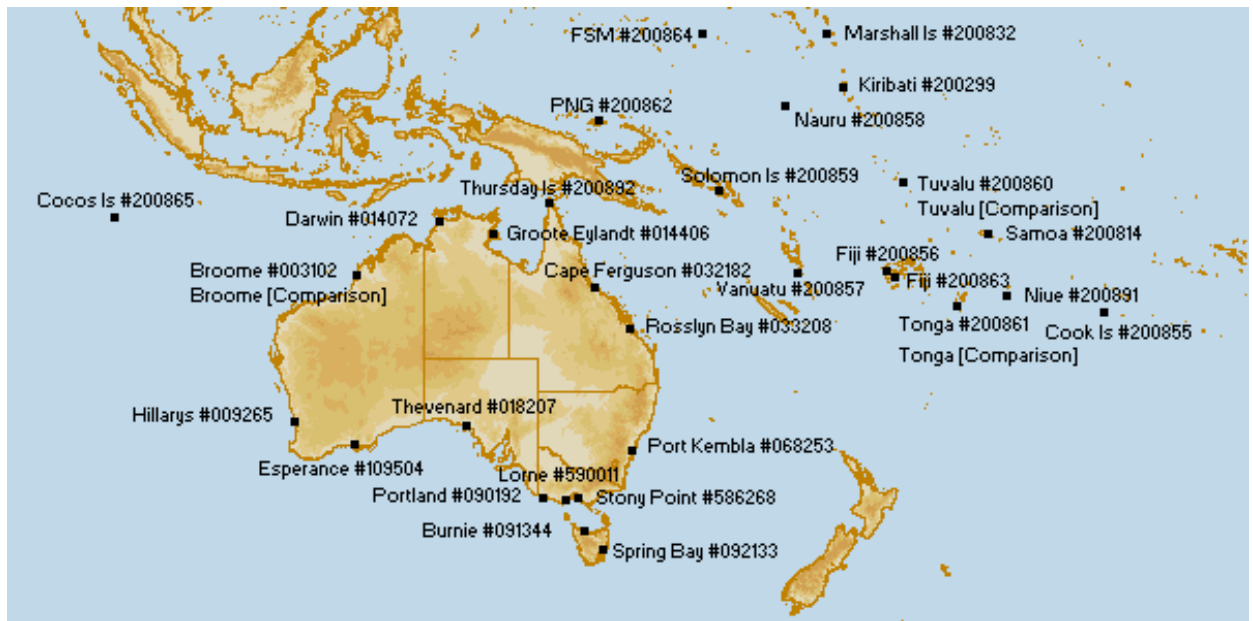 FSM #200864
Marshall Is #200832
Kiribati #200299
PNG #200862
Nauru #200858
Solomon Is #200859
Thursday Is #200892
Tuvalu #200860
Tuvalu [Comparison]
Cocos Is #200865
Darwin #014072
Groote Eylandt #014406
Samoa #200814
Fiji #200856
Broome #003102
Broome [Comparison]
Cape Ferguson #032182
Fiji #200863
Vanuatu #200857
Niue #200891
Rosslyn Bay #033208
Tonga #200861
Cook Is #200855
Tonga [Comparison]
Thevenard #018207
Hillarys #009265
Port Kembla #068253
Esperance #109504
Lorne #590011
Portland #090192
Stony Point #586268
Burnie #091344
Spring Bay #092133